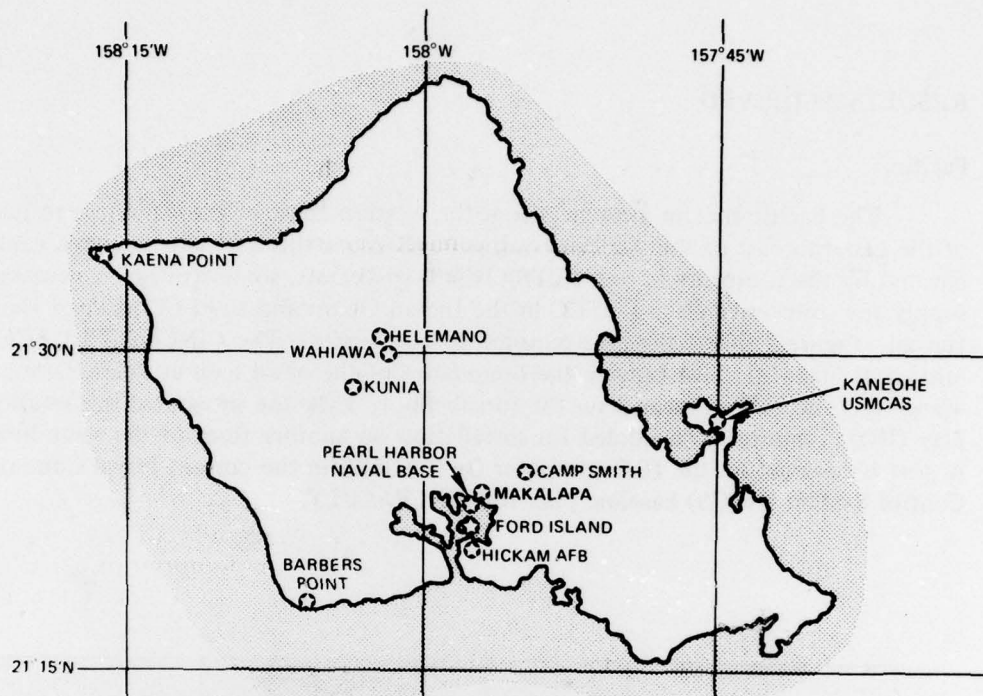 158°15'W
158°W
157°45'W
KAENA POINT
HELEMANO
21°30'N
WAHIAWA
KUNIA
KANEOHE
USMCAS
PEARL HARBOR
NAVAL BASE
CAMP SMITH
MAKALAPA
FORD ISLAND
HICKAM AFB
BARBERS
POINT
21°15'N